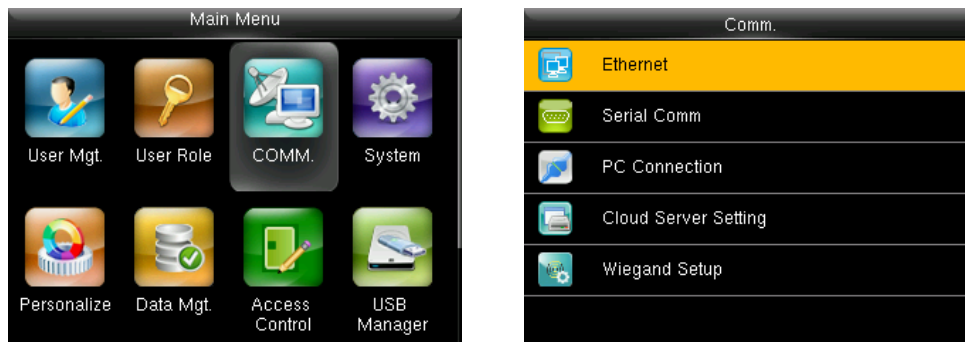 Main Menu
User Mgt.
User Role
COMM.
System
Personalize
Data Mgt.
Access
Control
USB
Manager
Comm.
Ethernet
Serial Comm
PC Connection
Cloud Server Setting
Wiegand Setup